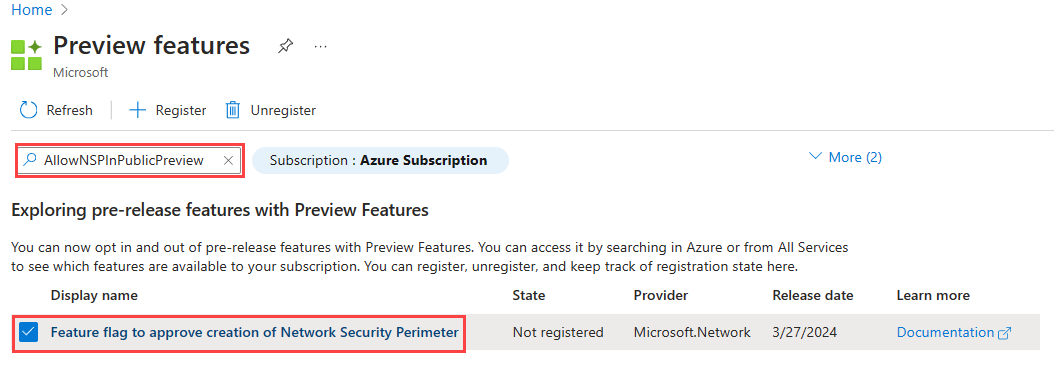 Home
Preview features
Microsoft
Refresh Register Unregister
AllowNSPInPublicPreview Subscription : Azure Subscription More (2)
Exploring pre-release features with Preview Features
You can now opt in and out of pre-release features with Preview Features. You can access it by searching in Azure or from All Services
to see which features are available to your subscription. You can register, unregister, and keep track of registration state here.
Display name State Provider Release date Learn more
Feature flag to approve creation of Network Security Perimeter Not registered Microsoft.Network 3/27/2024 Documentation